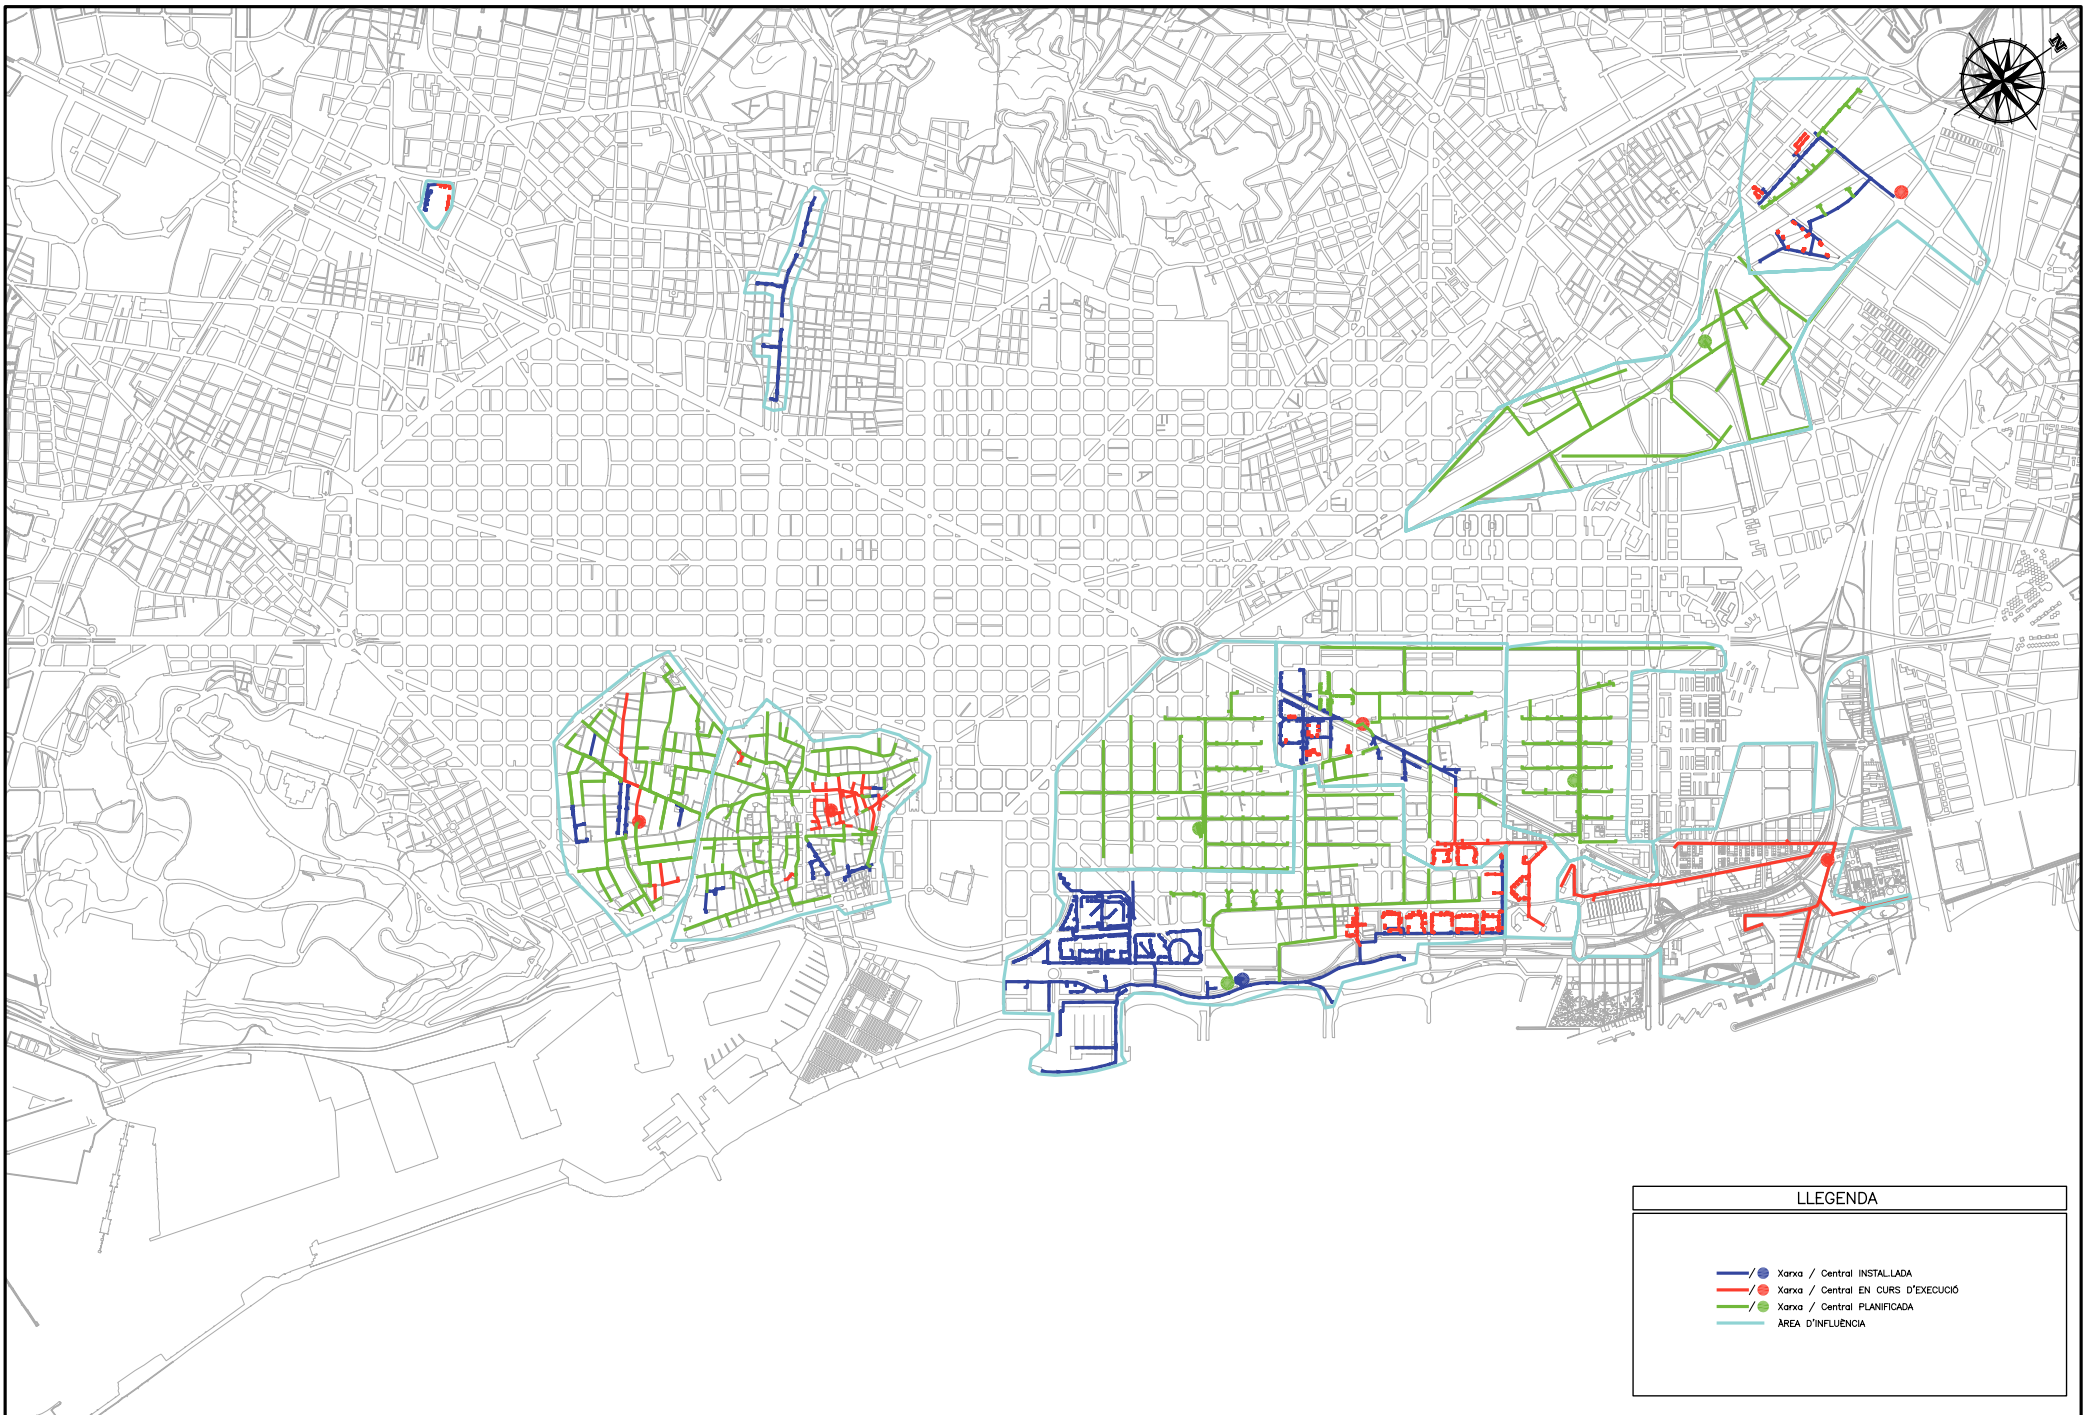 N
LLEGENDA
/ Xarxa / Central INSTAL.LADA
/ Xarxa / Central EN CURS D'EXECUCIÓ
/ Xarxa / Central PLANIFICADA
ÀREA D'INFLUÈNCIA